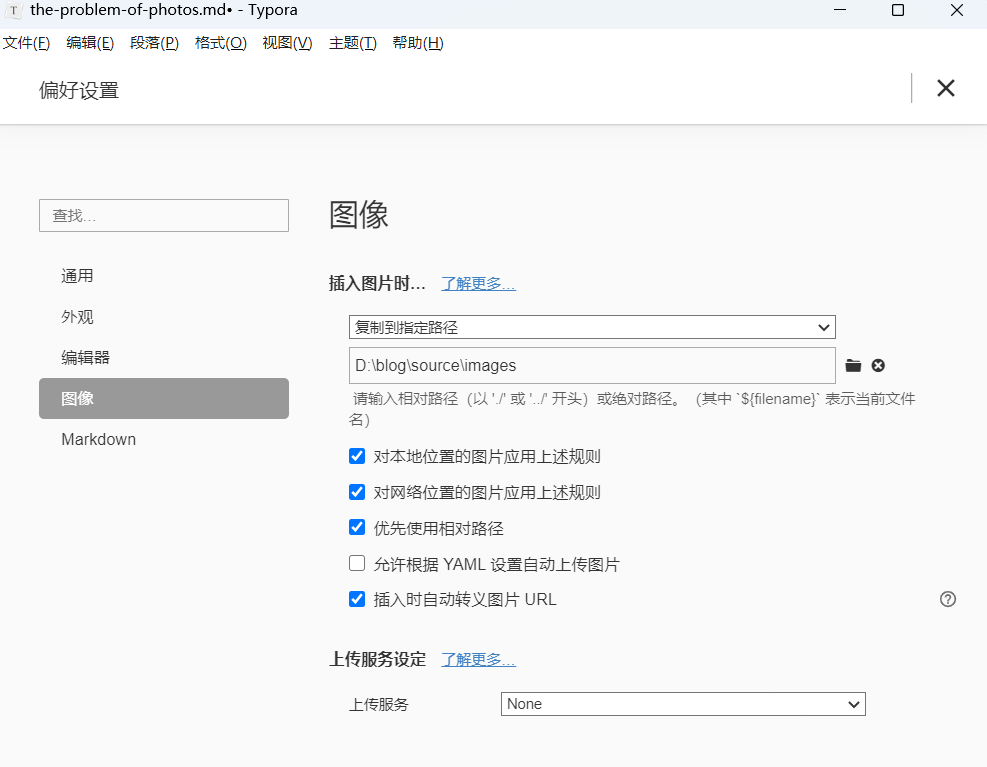 T the-problem-of-photos.md• - Typora
文件(F) 编辑(E) 段落(P) 格式(O) 视图(V) 主题(T) 帮助(H)
偏好设置
查找...
通用
外观
编辑器
图像
Markdown
图像
插入图片时... 了解更多...
复制到指定路径
D:\blog\source\images
请输入相对路径（以 './' 或 '../' 开头）或绝对路径。（其中 `${filename}` 表示当前文件
名）
对本地位置的图片应用上述规则
对网络位置的图片应用上述规则
优先使用相对路径
允许根据 YAML 设置自动上传图片
插入时自动转义图片 URL
上传服务设定 了解更多...
上传服务 None